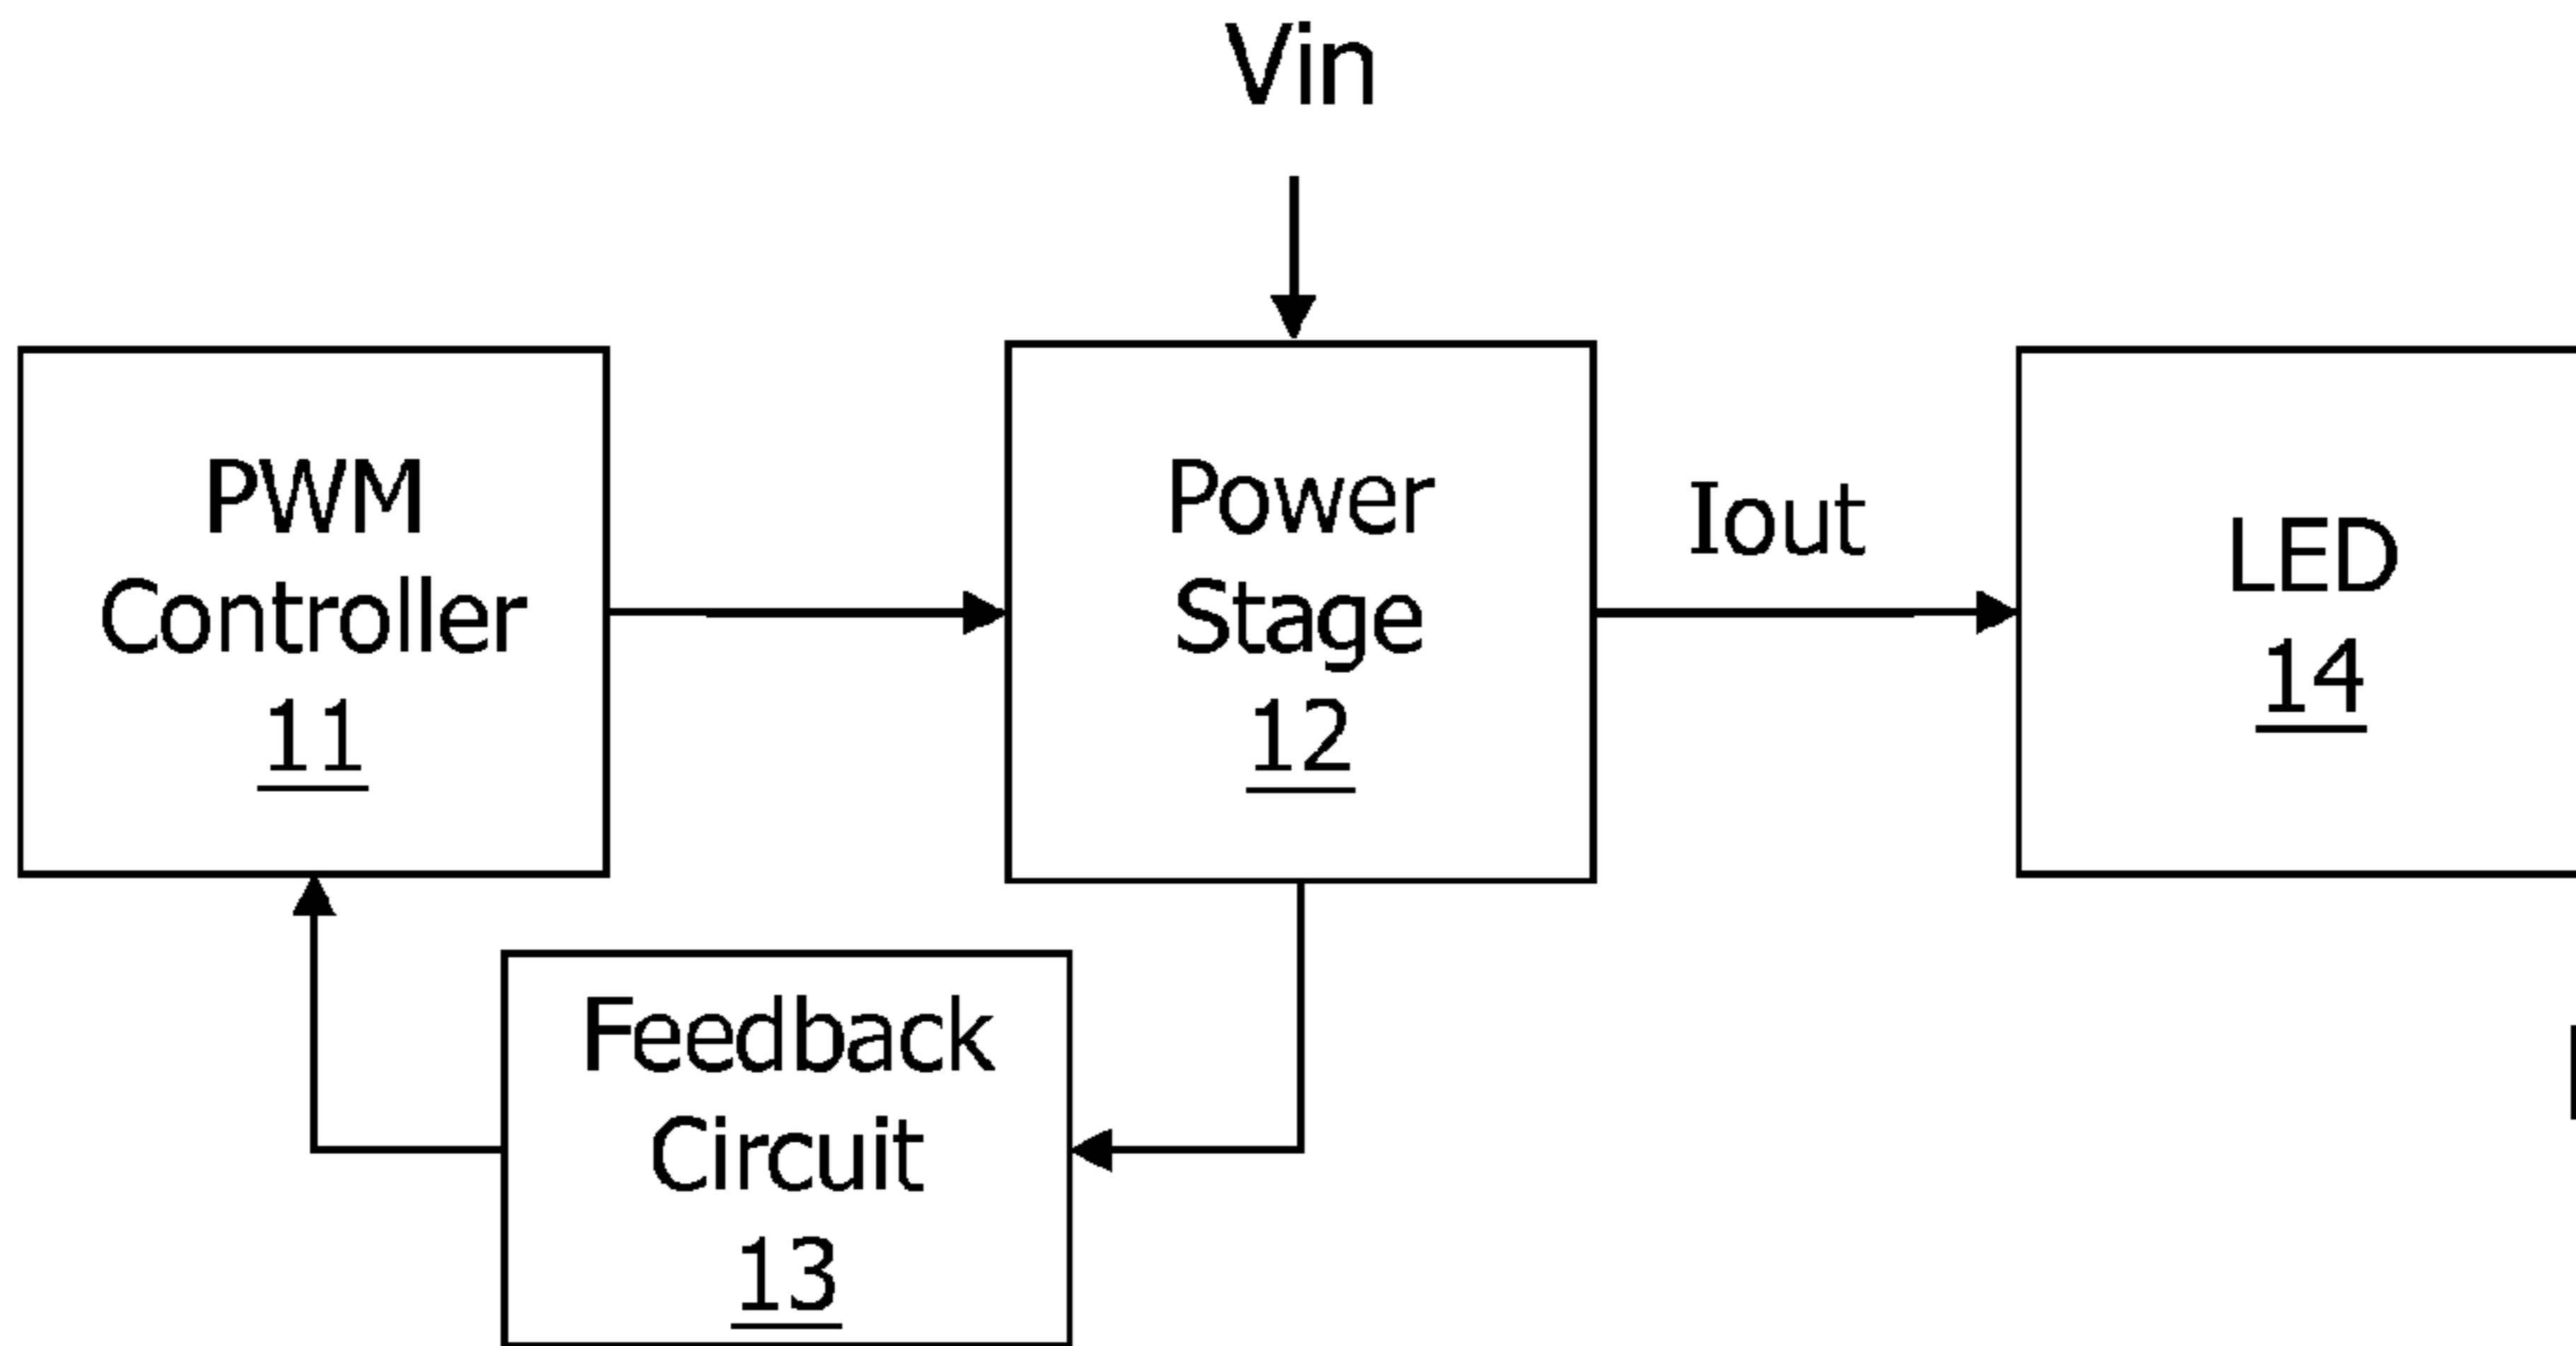 Vin
PWM
Controller
11
Power
Stage
12
Iout
LED
14
Feedback
Circuit
13